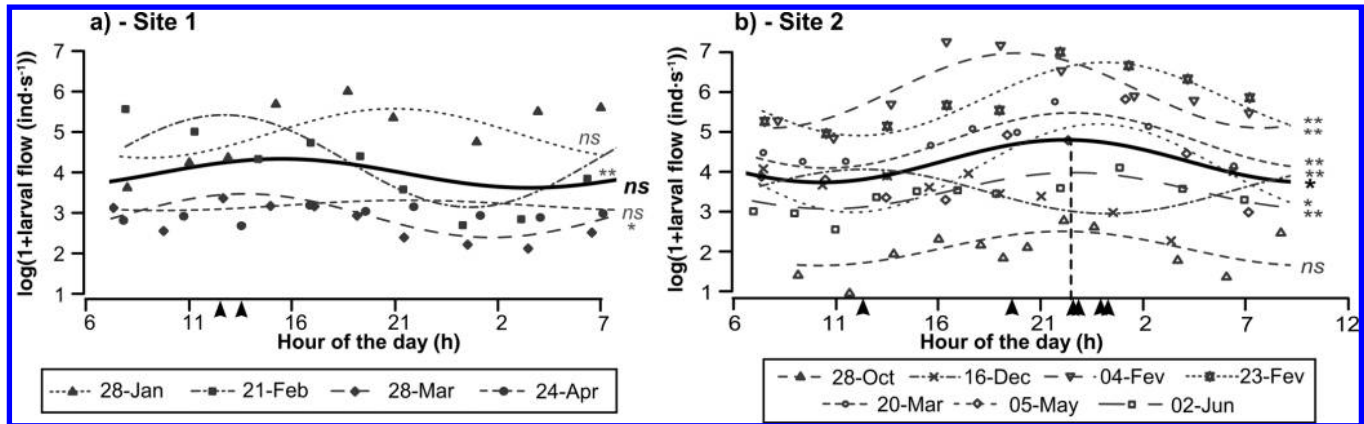 a) - Site 1
log(1+larval flow (ind·s⁻¹))
7
6
5
4
3
2
1
ns
**
ns
ns
*
6 11 16 21 2 7
Hour of the day (h)
28-Jan 21-Feb 28-Mar 24-Apr
b) - Site 2
log(1+larval flow (ind·s⁻¹))
7
6
5
4
3
2
1
**
**
**
**
*
*
**
ns
6 11 16 21 2 7 12
Hour of the day (h)
28-Oct 16-Dec 04-Fev 23-Fev
20-Mar 05-May 02-Jun